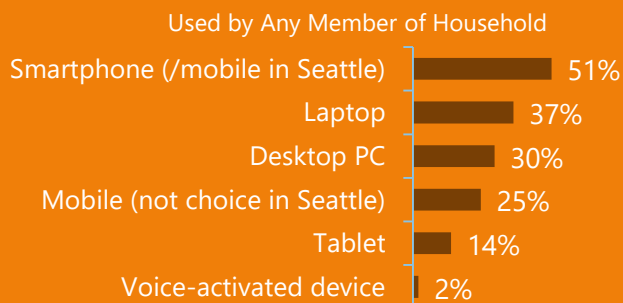 Used by Any Member of Household
Smartphone (/mobile in Seattle) 51%
Laptop 37%
Desktop PC 30%
Mobile (not choice in Seattle) 25%
Tablet 14%
Voice-activated device 2%